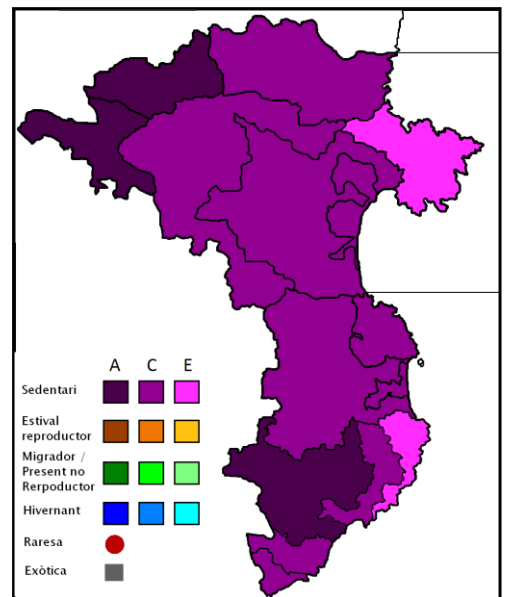 A C E
Sedentari
Estival
reproductor
Migrador /
Present no
Rerpoductor
Hivernant
Raresa
Exòtica